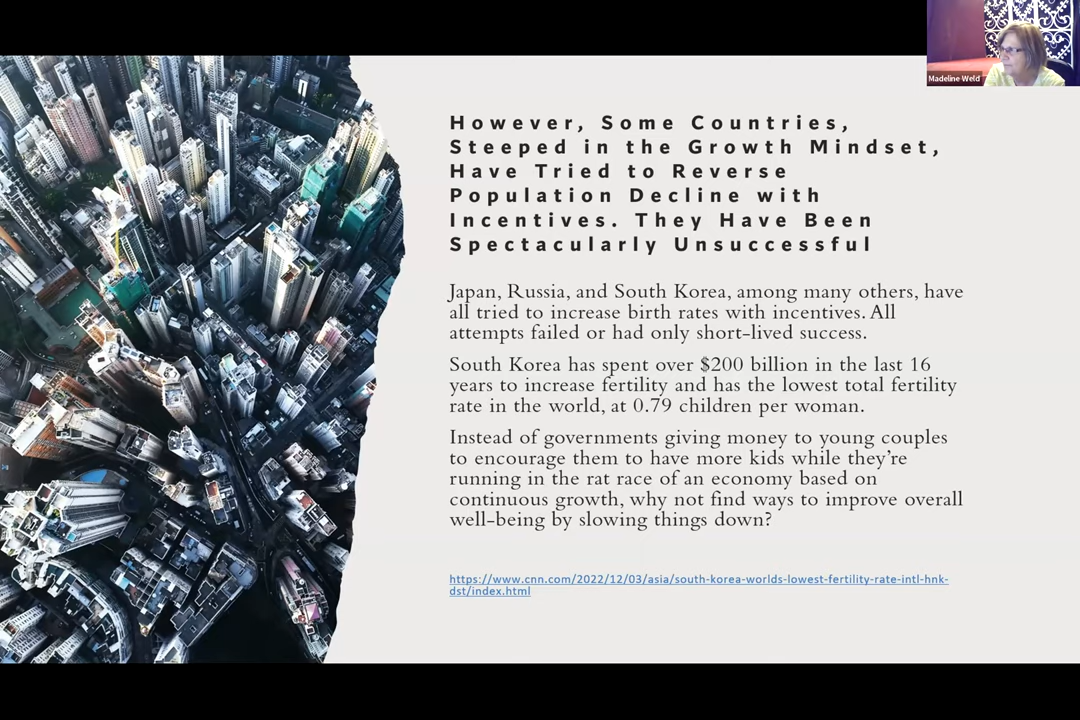 Madeline Weld
However, Some Countries,
Steeped in the Growth Mindset,
Have Tried to Reverse
Population Decline with
Incentives. They Have Been
Spectacularly Unsuccessful
Japan, Russia, and South Korea, among many others, have
all tried to increase birth rates with incentives. All
attempts failed or had only short-lived success.
South Korea has spent over $200 billion in the last 16
years to increase fertility and has the lowest total fertility
rate in the world, at 0.79 children per woman.
Instead of governments giving money to young couples
to encourage them to have more kids while they’re
running in the rat race of an economy based on
continuous growth, why not find ways to improve overall
well-being by slowing things down?
https://www.cnn.com/2022/12/03/asia/south-korea-worlds-lowest-fertility-rate-intl-hnk-
dst/index.html